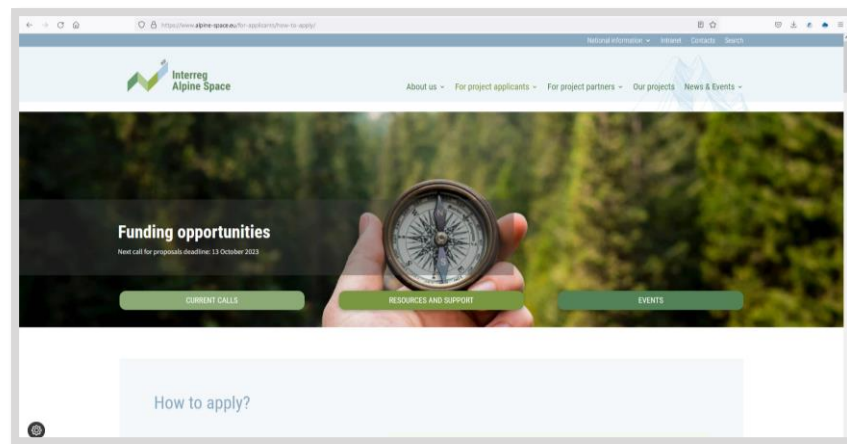 https://www.alpine-space.eu/for-applicants/how-to-apply/
National information Intranet Contacts Search
Interreg
Alpine Space
About us For project applicants For project partners Our projects News & Events
Funding opportunities
Next call for proposals deadline: 13 October 2023
CURRENT CALLS RESOURCES AND SUPPORT EVENTS
How to apply?